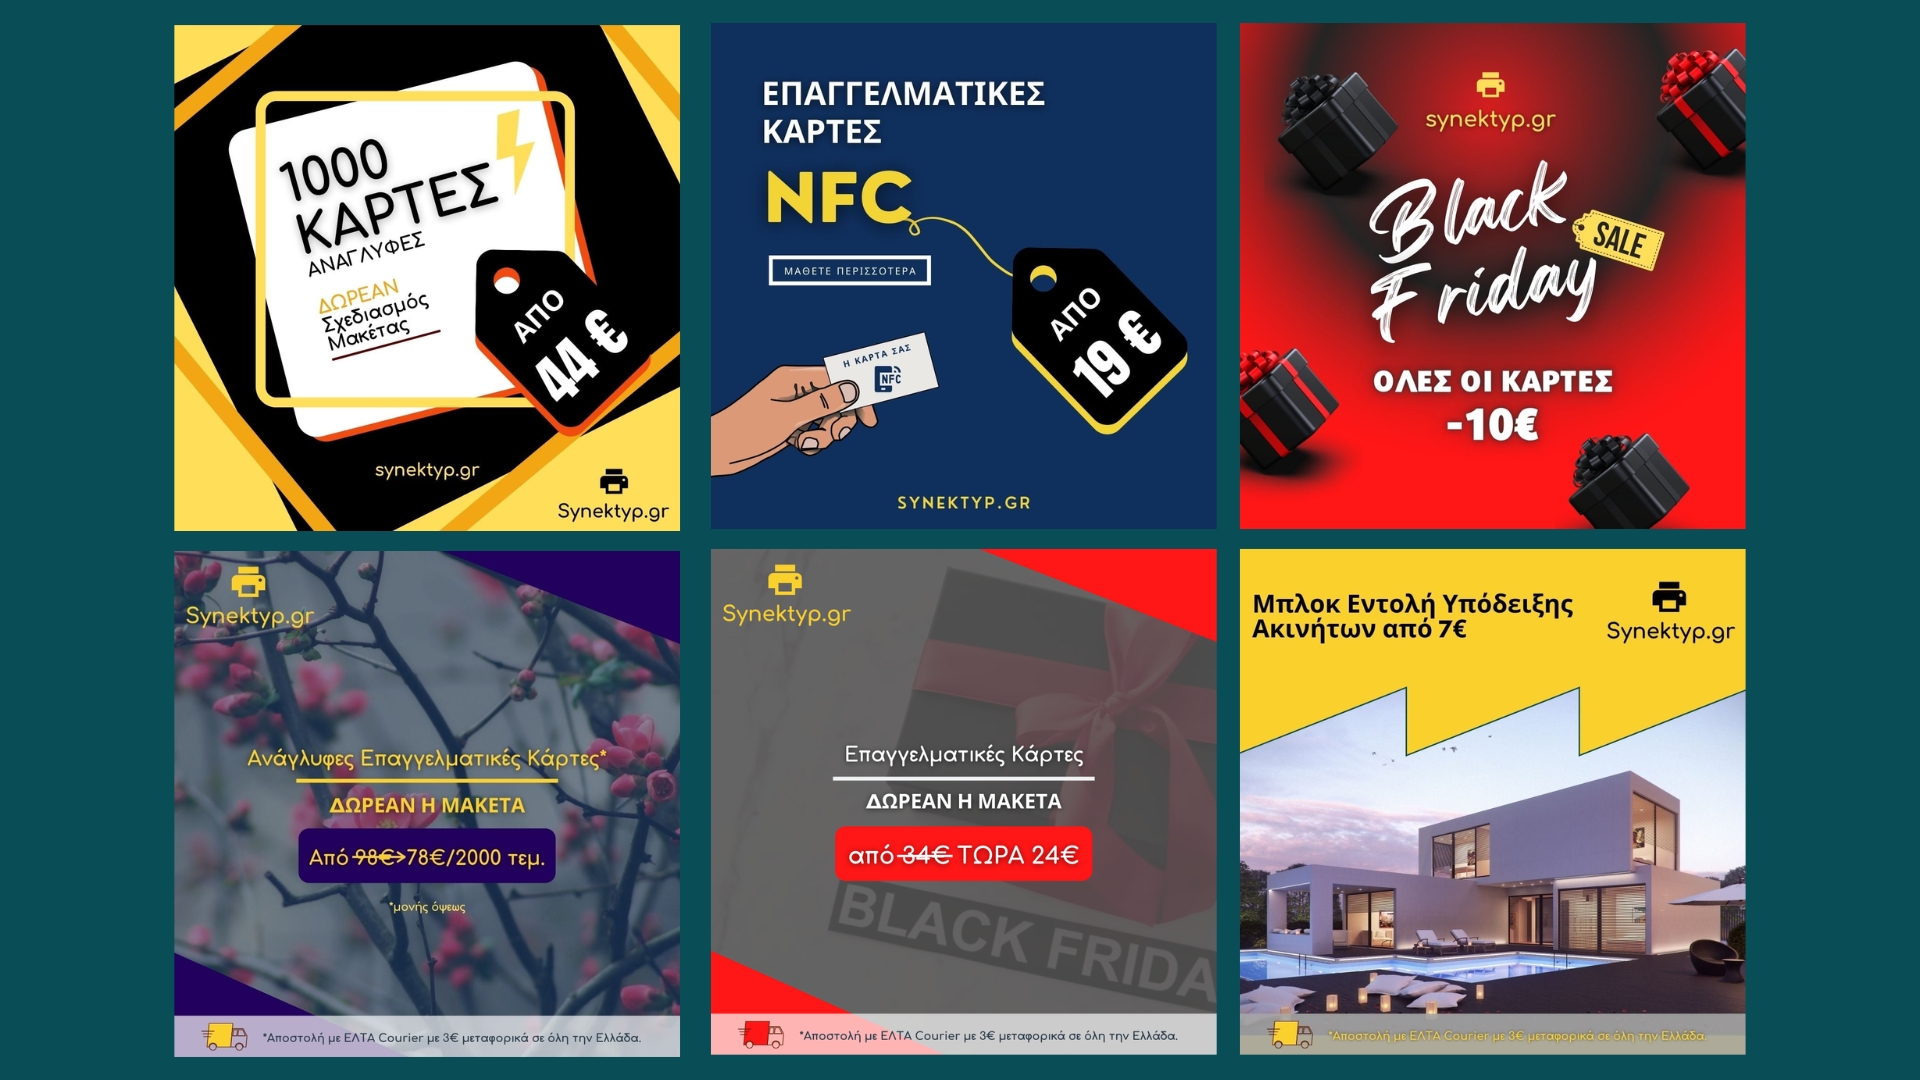 1000
ΚΑΡΤΕΣ
ΑΝΑΓΛΥΦΕΣ
ΔΩΡΕΑΝ
Σχεδιασμός
Μακέτας
ΑΠΟ
44 €
synektyp.gr
Synektyp.gr
ΕΠΑΓΓΕΛΜΑΤΙΚΕΣ
ΚΑΡΤΕΣ
NFC
ΜΑΘΕΤΕ ΠΕΡΙΣΣΟΤΕΡΑ
ΑΠΟ
19 €
Η ΚΑΡΤΑ ΣΑΣ
NFC
SYNEKTYP.GR
synektyp.gr
Black
Friday
SALE
ΟΛΕΣ ΟΙ ΚΑΡΤΕΣ
-10€
Synektyp.gr
Ανάγλυφες Επαγγελματικές Κάρτες*
ΔΩΡΕΑΝ Η ΜΑΚΕΤΑ
Από 98€>78€/2000 τεμ.
*μονής όψεως
*Αποστολή με ΕΛΤΑ Courier με 3€ μεταφορικά σε όλη την Ελλάδα.
Synektyp.gr
Επαγγελματικές Κάρτες
ΔΩΡΕΑΝ Η ΜΑΚΕΤΑ
από 34€ ΤΩΡΑ 24€
BLACK FRIDA
*Αποστολή με ΕΛΤΑ Courier με 3€ μεταφορικά σε όλη την Ελλάδα.
Μπλοκ Εντολή Υπόδειξης
Ακινήτων από 7€
Synektyp.gr
*Αποστολή με ΕΛΤΑ Courier με 3€ μεταφορικά σε όλη την Ελλάδα.